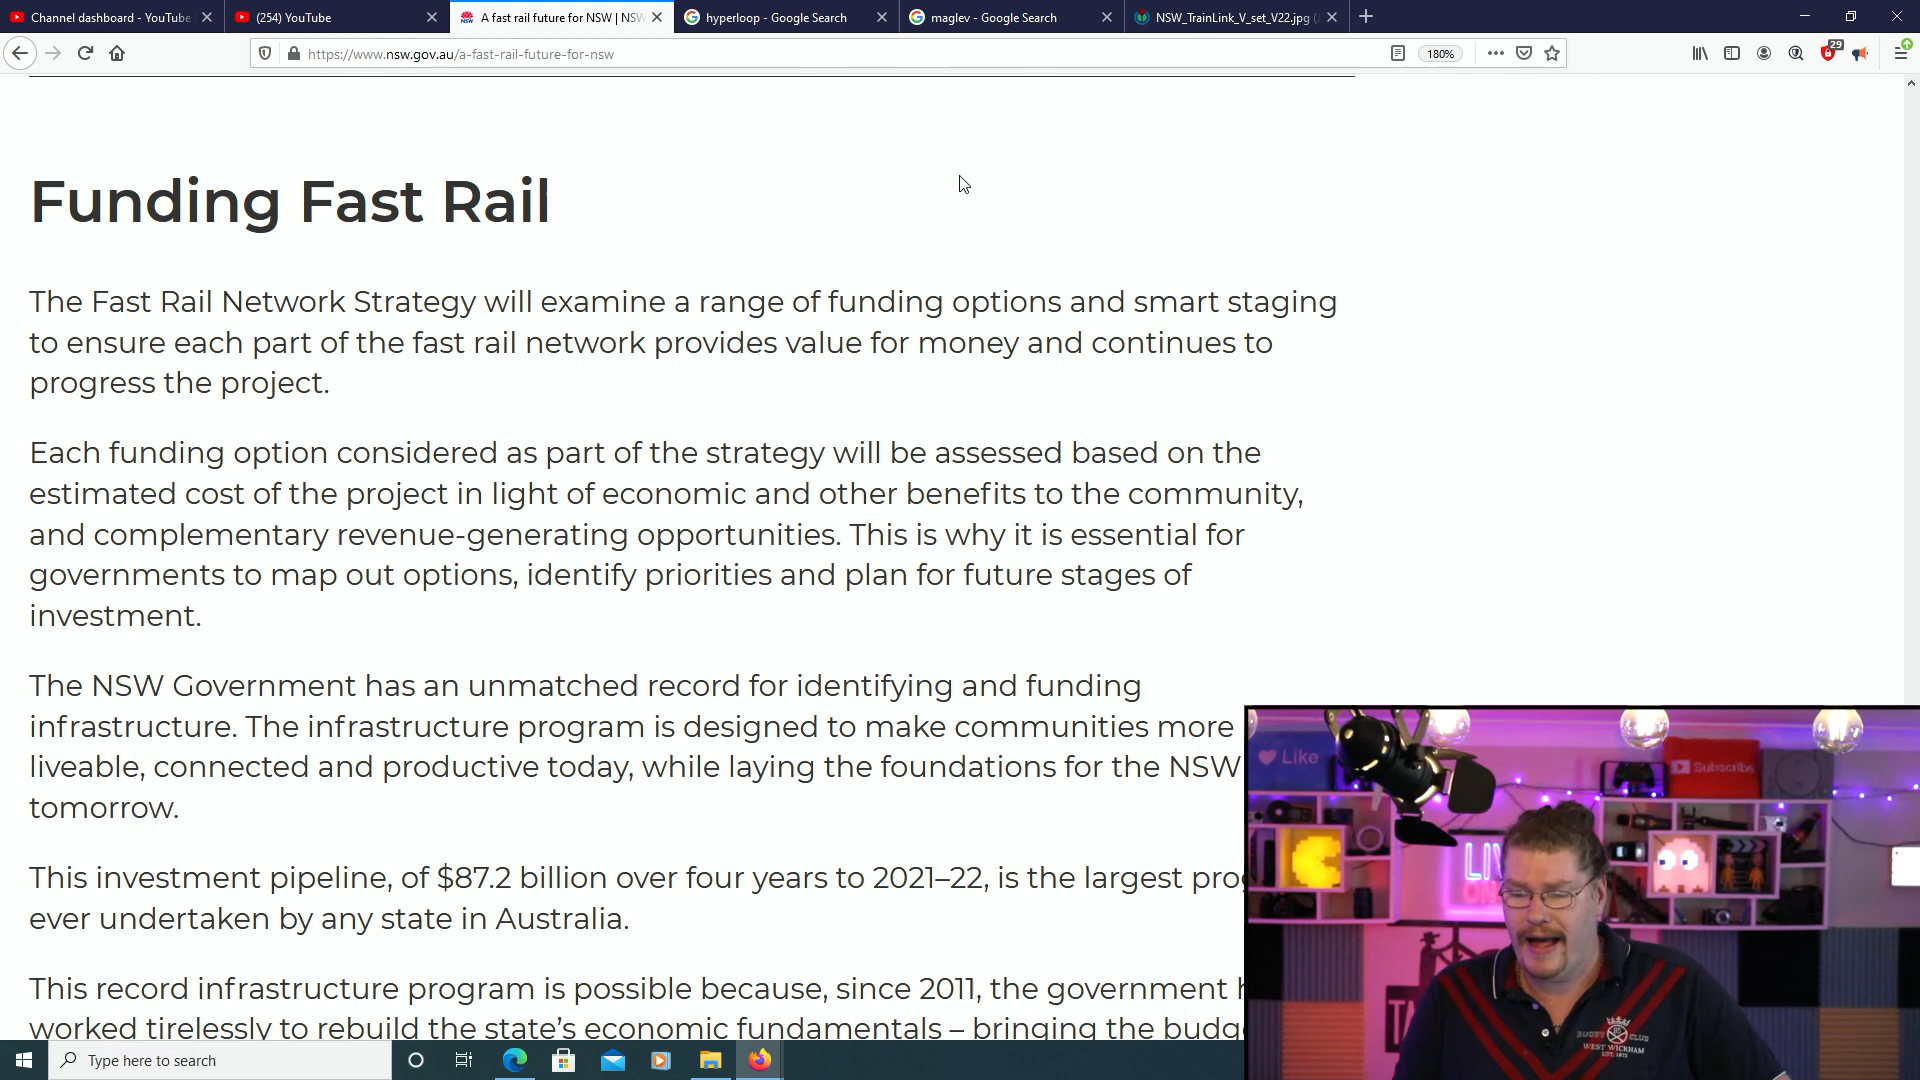 Channel dashboard - YouTube
(254) YouTube
A fast rail future for NSW | NSW
hyperloop - Google Search
maglev - Google Search
NSW_TrainLink_V_set_V22.jpg (
https://www.nsw.gov.au/a-fast-rail-future-for-nsw
180%
29
Funding Fast Rail
The Fast Rail Network Strategy will examine a range of funding options and smart staging
to ensure each part of the fast rail network provides value for money and continues to
progress the project.
Each funding option considered as part of the strategy will be assessed based on the
estimated cost of the project in light of economic and other benefits to the community,
and complementary revenue-generating opportunities. This is why it is essential for
governments to map out options, identify priorities and plan for future stages of
investment.
The NSW Government has an unmatched record for identifying and funding
infrastructure. The infrastructure program is designed to make communities more
liveable, connected and productive today, while laying the foundations for the NSW
tomorrow.
This investment pipeline, of $87.2 billion over four years to 2021–22, is the largest pro
ever undertaken by any state in Australia.
This record infrastructure program is possible because, since 2011, the government
worked tirelessly to rebuild the state's economic fundamentals – bringing the budg
Like
Subscribe
RUGBY CLUB
WEST WICKHAM
Type here to search